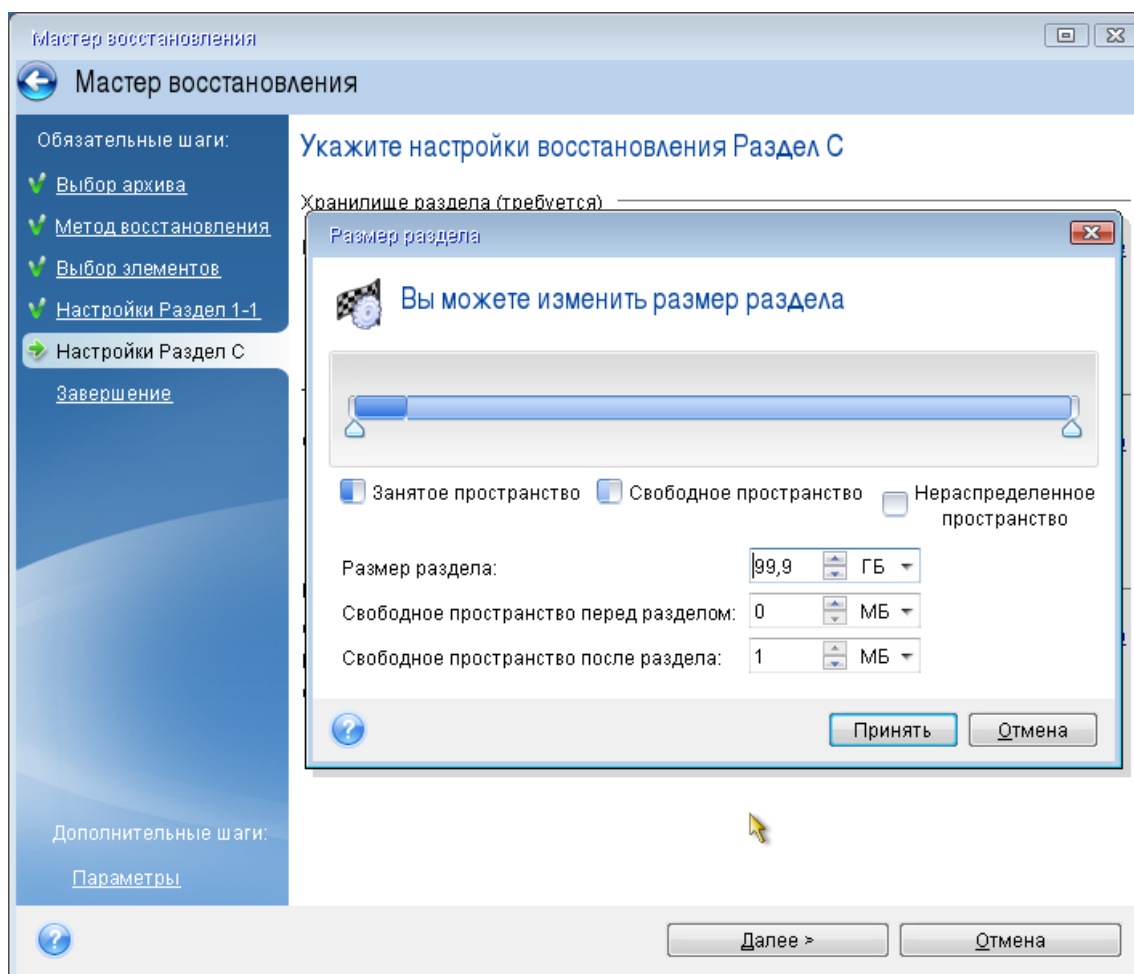 Мастер восстановления
Мастер восстановления
Обязательные шаги:
Выбор архива
Метод восстановления
Выбор элементов
Настройки Раздел 1-1
Настройки Раздел C
Завершение
Дополнительные шаги:
Параметры
Укажите настройки восстановления Раздел C
Хранилище раздела (требуется)
Размер раздела
Вы можете изменить размер раздела
Занятое пространство Свободное пространство Нераспределенное
пространство
Размер раздела: 99,9 ГБ
Свободное пространство перед разделом: 0 МБ
Свободное пространство после раздела: 1 МБ
Принять Отмена
Далее > Отмена